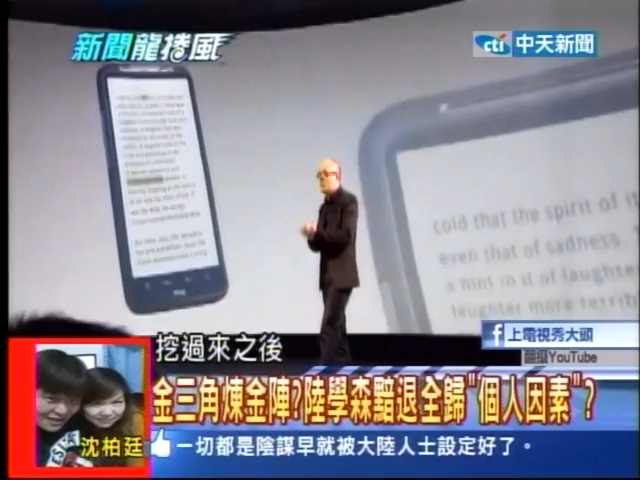 新聞龍捲風
cti 中天新聞
cold that the spirit of it
even that of sadness.
a hint in it of laughter
laughter more terrib
htc
f 上電視秀大頭
翻攝YouTube
挖過來之後
金三角煉金陣?陸學森黯退全歸"個人因素"?
沈柏廷
一切都是陰謀早就被大陸人士設定好了。